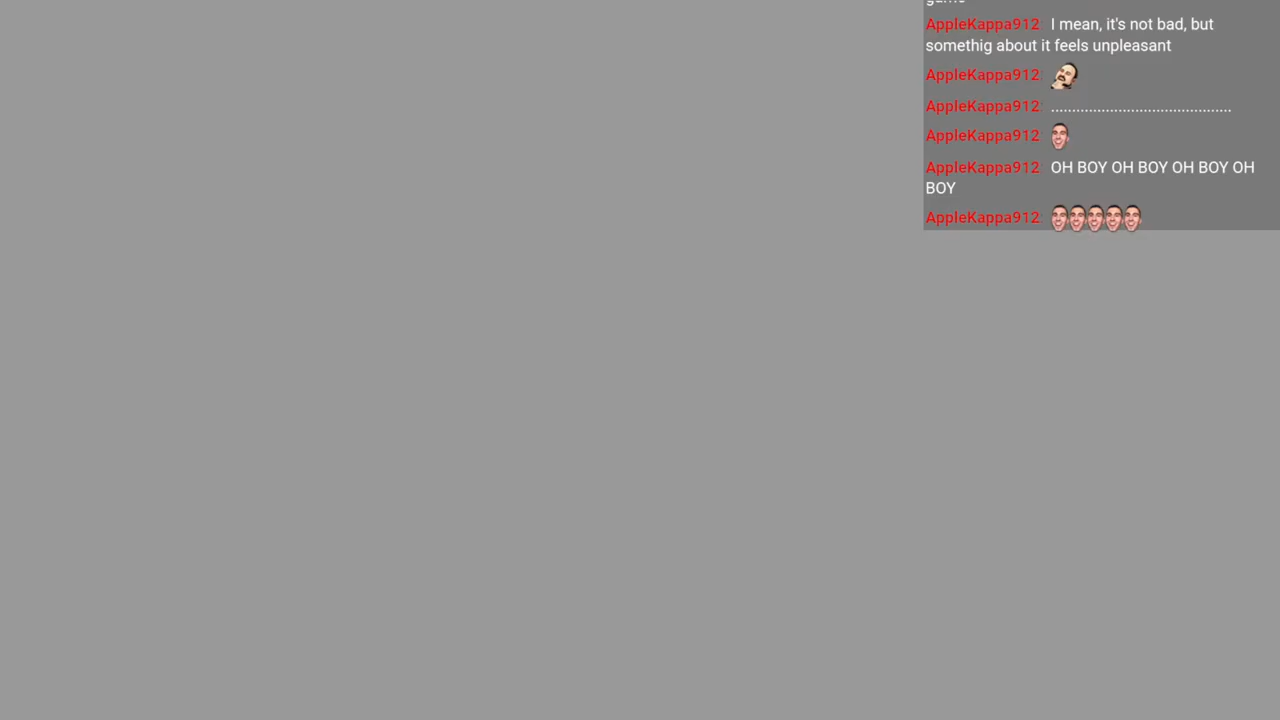 AppleKappa912: I mean, it's not bad, but
somethig about it feels unpleasant
AppleKappa912:
AppleKappa912: ...........................................
AppleKappa912:
AppleKappa912: OH BOY OH BOY OH BOY OH
BOY
AppleKappa912: